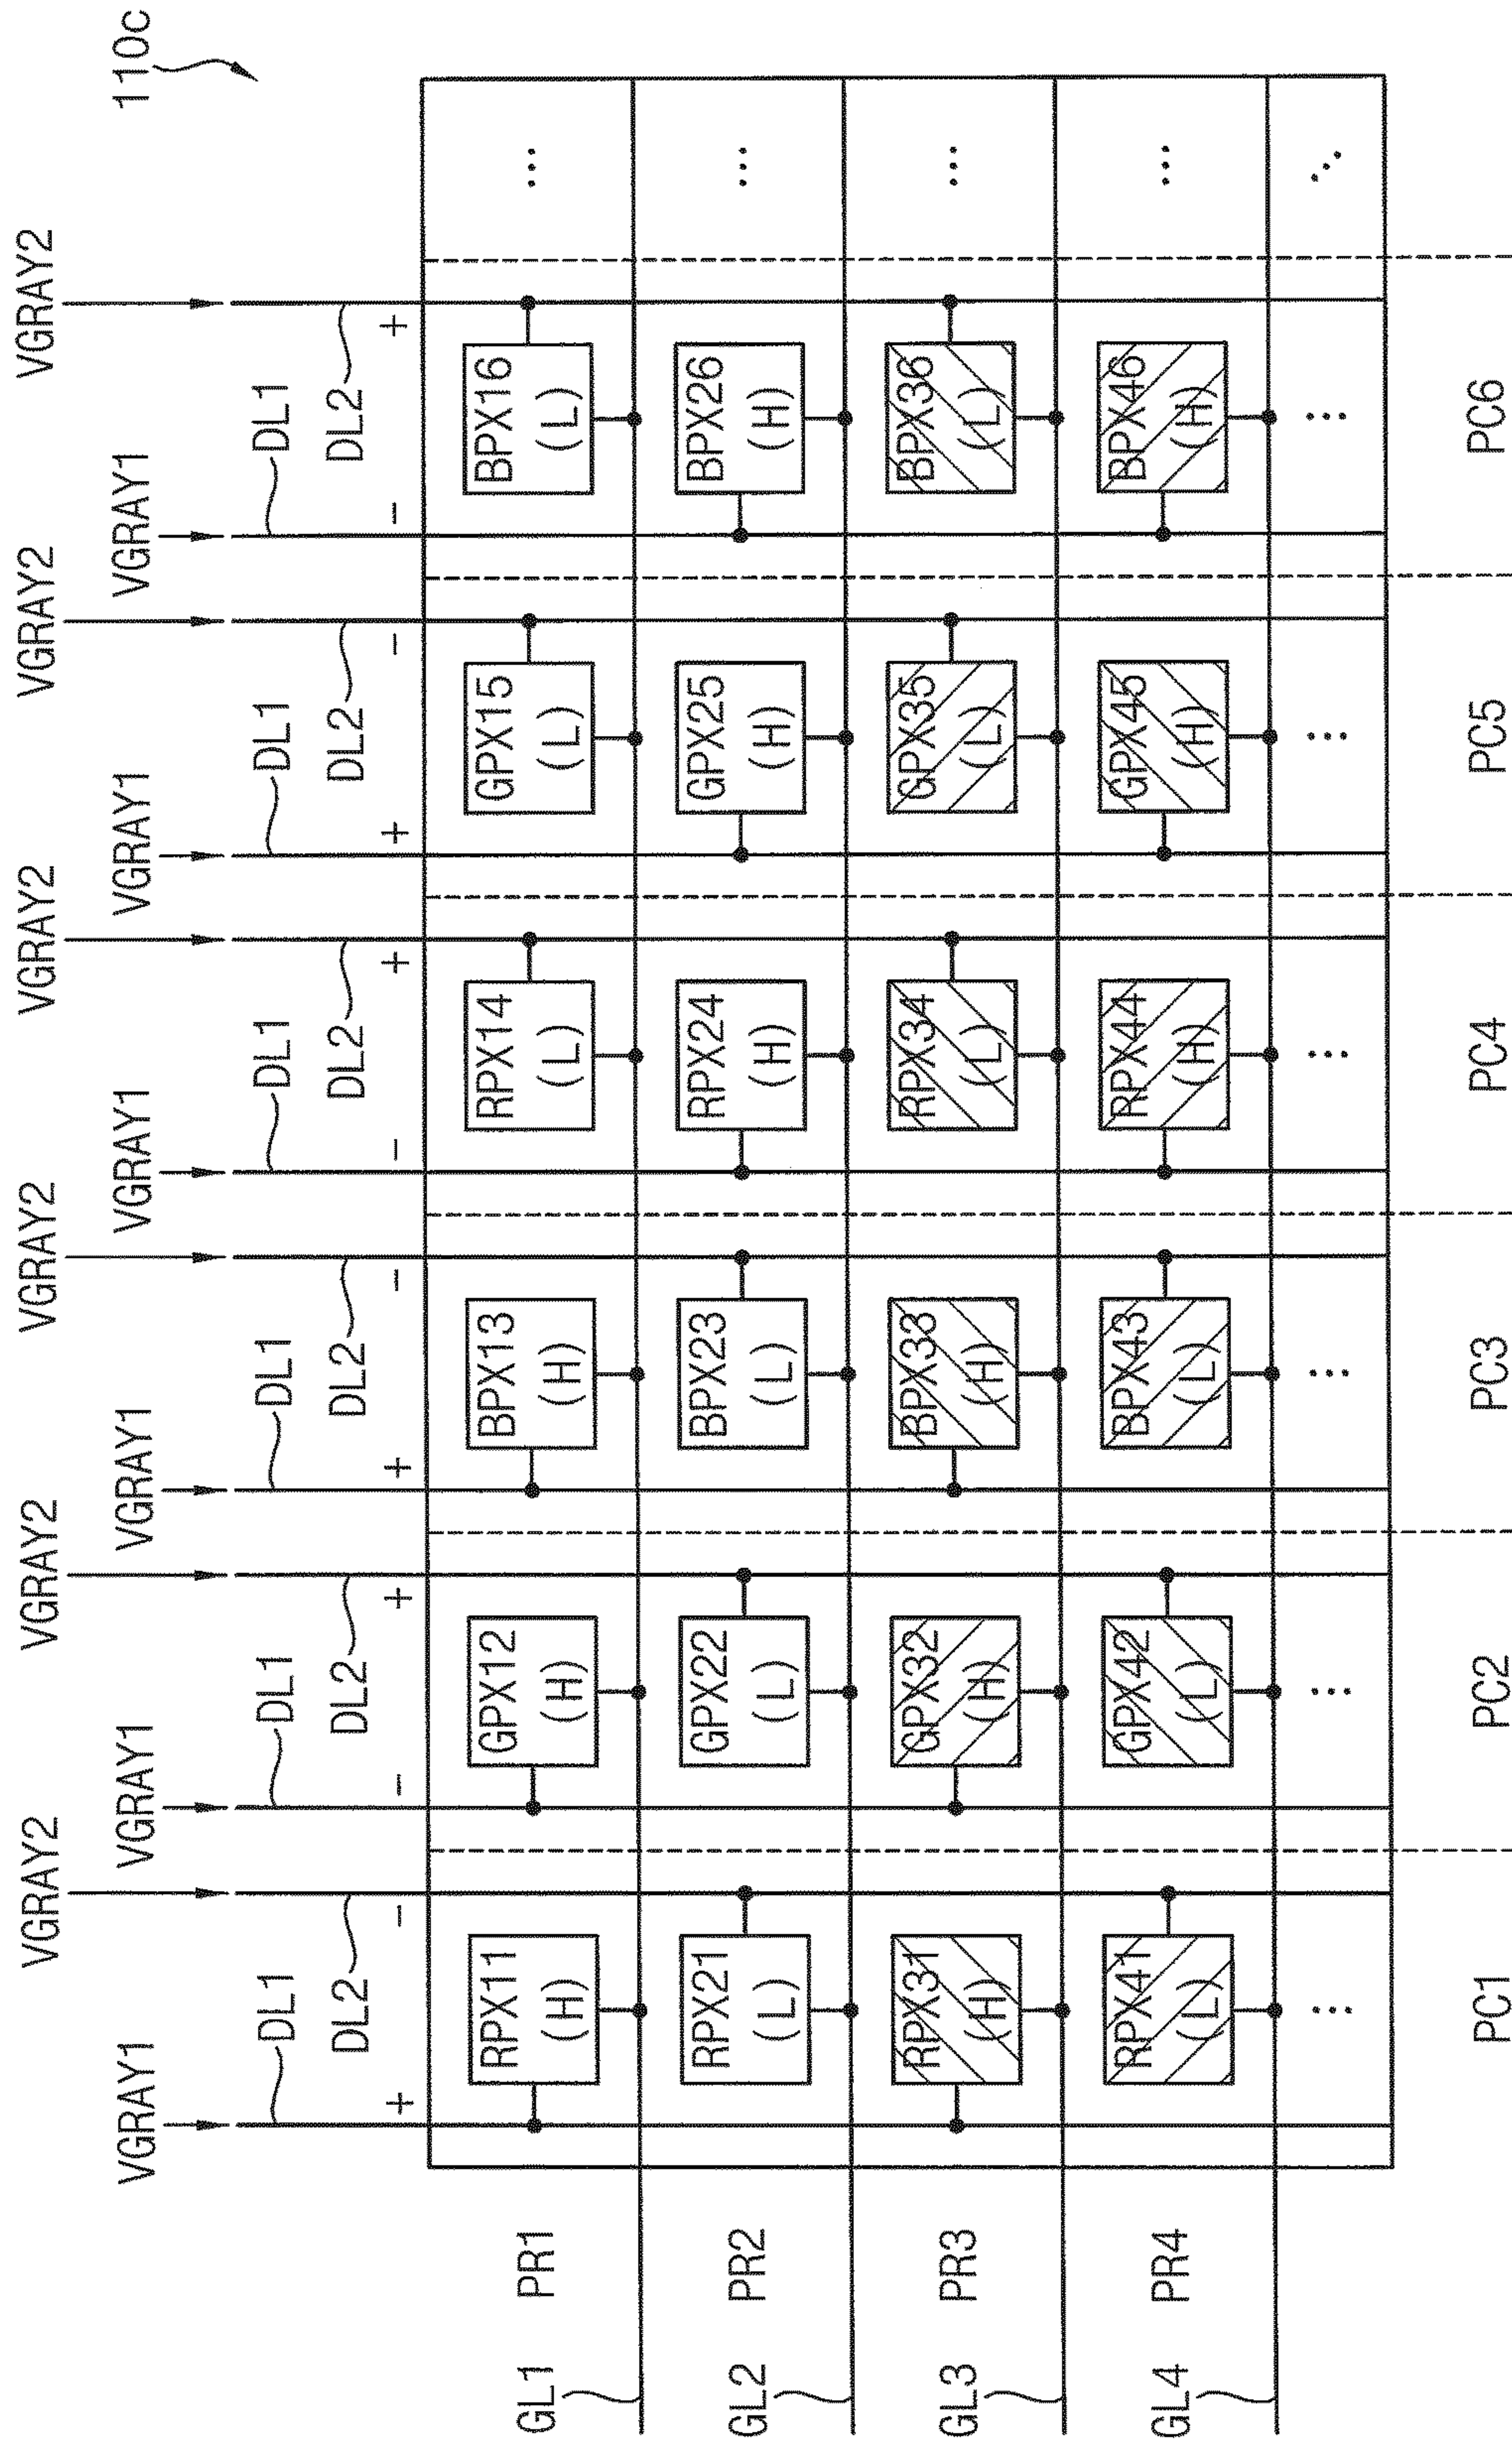 110c
VGRAY2 VGRAY2 VGRAY2 VGRAY2 VGRAY2 VGRAY2
VGRAY1 VGRAY1 VGRAY1 VGRAY1 VGRAY1 VGRAY1
DL1 DL1 DL1 DL1 DL1 DL1
DL2 DL2 DL2 DL2 DL2 DL2
+ − − + + − − + + − − +
PR1 RPX11 GPX12 BPX13 RPX14 GPX15 BPX16 ...
GL1 (H) (H) (H) (L) (L) (L)
PR2 RPX21 GPX22 BPX23 RPX24 GPX25 BPX26 ...
GL2 (L) (L) (L) (H) (H) (H)
PR3 RPX31 GPX32 BPX33 RPX34 GPX35 BPX36 ...
GL3 (H) (H) (H) (L) (L) (L)
PR4 RPX41 GPX42 BPX43 RPX44 GPX45 BPX46 ...
GL4 (L) (L) (L) (H) (H) (H)
... ... ... ... ... ... ...
PC1 PC2 PC3 PC4 PC5 PC6